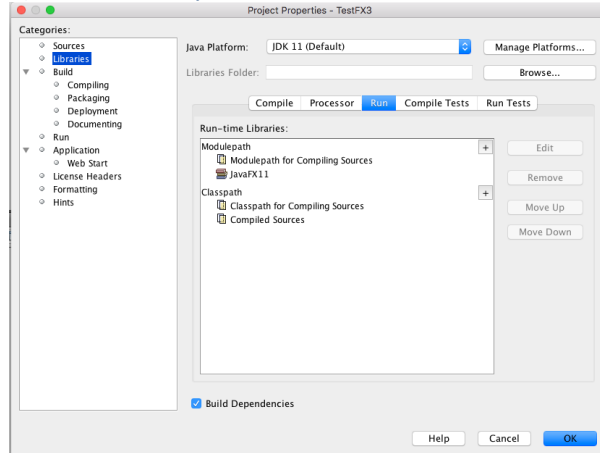 Project Properties - TestFX3
Categories:
Sources
Libraries
Build
Compiling
Packaging
Deployment
Documenting
Run
Application
Web Start
License Headers
Formatting
Hints
Java Platform: JDK 11 (Default) Manage Platforms...
Libraries Folder: Browse...
Compile Processor Run Compile Tests Run Tests
Run-time Libraries:
Modulepath +
Modulepath for Compiling Sources
JavaFX11
Classpath +
Classpath for Compiling Sources
Compiled Sources
Edit
Remove
Move Up
Move Down
Build Dependencies
Help Cancel OK